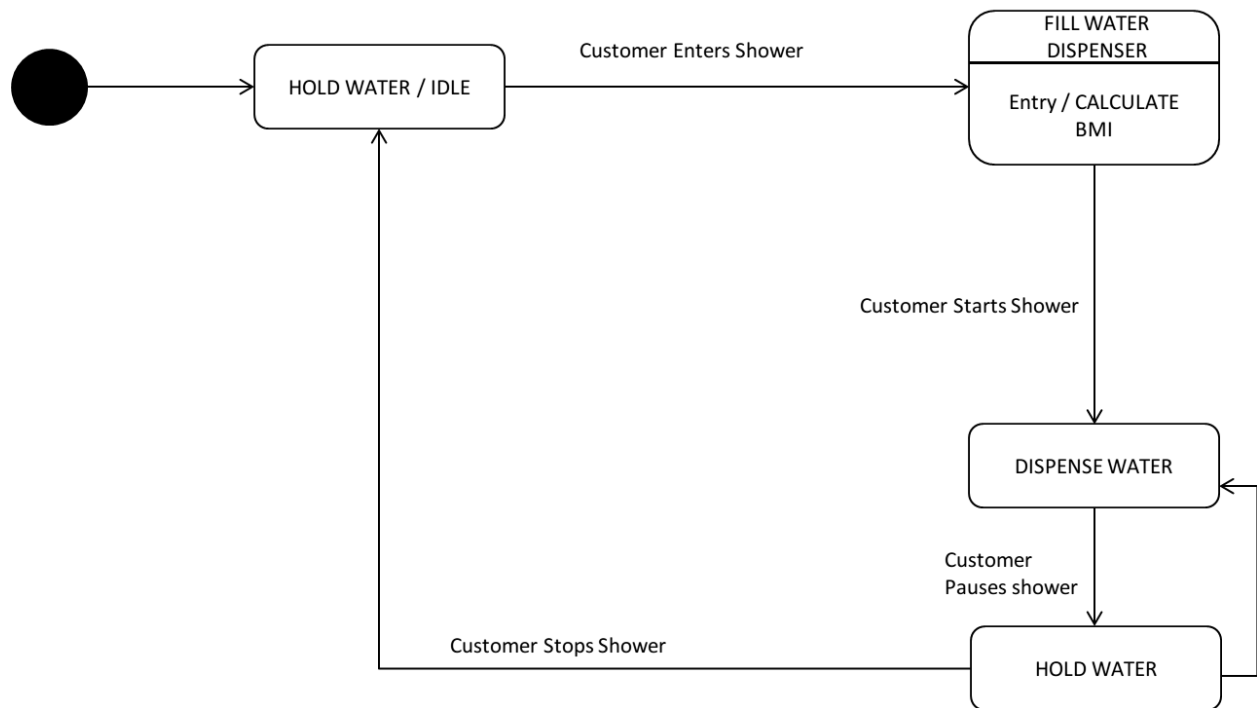 Customer Enters Shower
FILL WATER
DISPENSER
HOLD WATER / IDLE
Entry / CALCULATE
BMI
Customer Starts Shower
DISPENSE WATER
Customer
Pauses shower
Customer Stops Shower
HOLD WATER